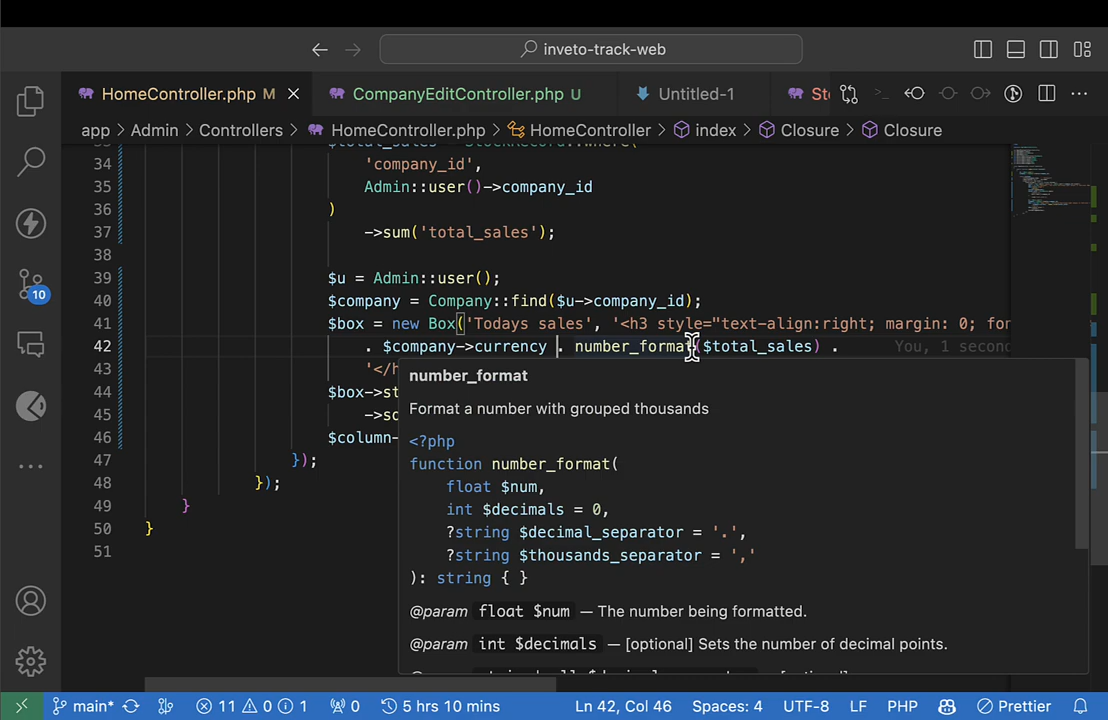 inveto-track-web
HomeController.php M
CompanyEditController.php U
Untitled-1
app > Admin > Controllers > HomeController.php > HomeController > index > Closure > Closure
34 'company_id',
35 Admin::user()->company_id
36 )
37 ->sum('total_sales');
38
39 $u = Admin::user();
40 $company = Company::find($u->company_id);
41 $box = new Box('Todays sales', '<h3 style="text-align:right; margin: 0;
42 . $company->currency . number_format($total_sales) . You, 1
43 '</h
44 $box->st
45 ->sc
46 $column-
47 });
48 });
49 }
50 }
51
number_format
Format a number with grouped thousands
<?php
function number_format(
float $num,
int $decimals = 0,
?string $decimal_separator = '.',
?string $thousands_separator = ','
): string { }
@param float $num — The number being formatted.
@param int $decimals — [optional] Sets the number of decimal points.
10
main* 11 0 1 0 5 hrs 10 mins Ln 42, Col 46 Spaces: 4 UTF-8 LF PHP Prettier